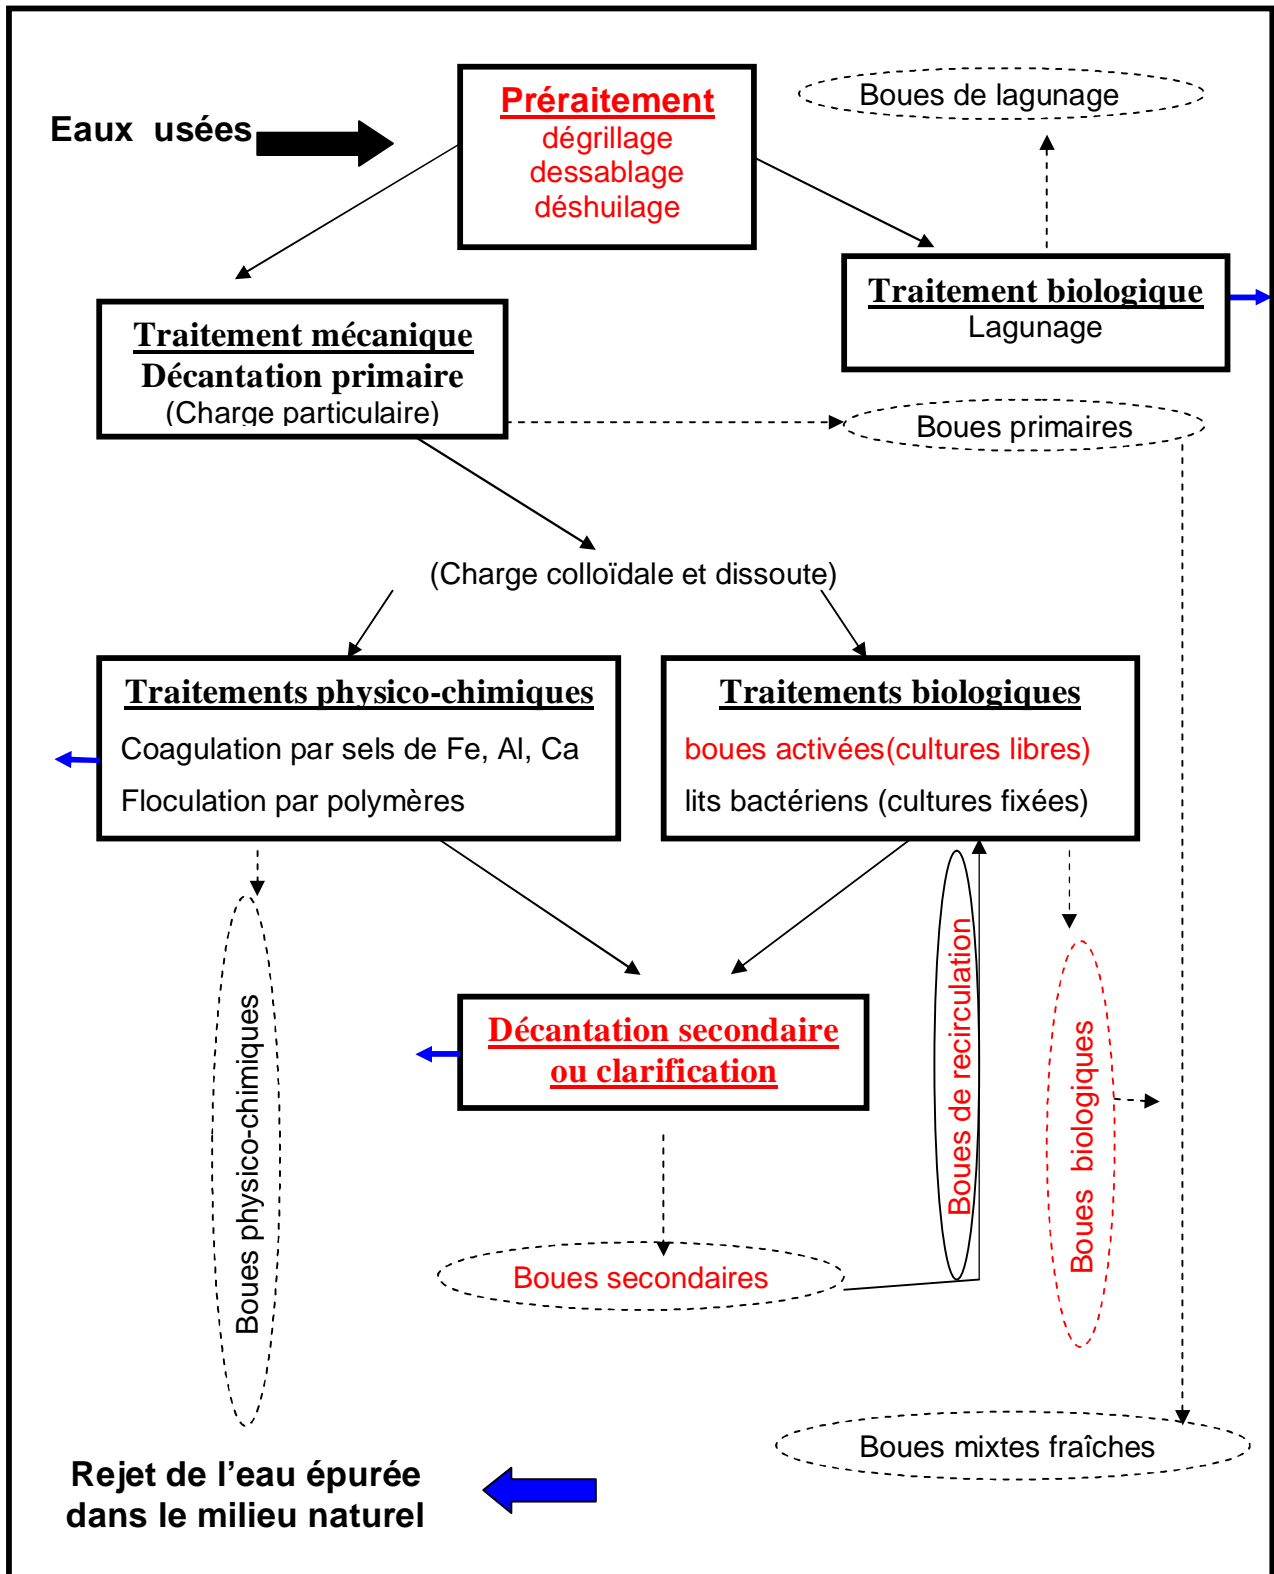 Préraitement
dégrillage
dessablage
déshuilage
Boues de lagunage
Eaux usées
Traitement biologique
Lagunage
Traitement mécanique
Décantation primaire
(Charge particulaire)
Boues primaires
(Charge colloïdale et dissoute)
Traitements physico-chimiques
Coagulation par sels de Fe, Al, Ca
Floculation par polymères
Traitements biologiques
boues activées(cultures libres)
lits bactériens (cultures fixées)
Boues physico-chimiques
Décantation secondaire
ou clarification
Boues de recirculation
Boues biologiques
Boues secondaires
Boues mixtes fraîches
Rejet de l’eau épurée
dans le milieu naturel